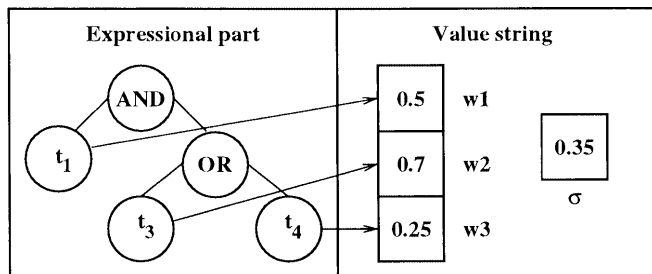 Expressional part
Value string
AND
OR
t1
t3
t4
0.5 w1
0.7 w2
0.25 w3
0.35
σ